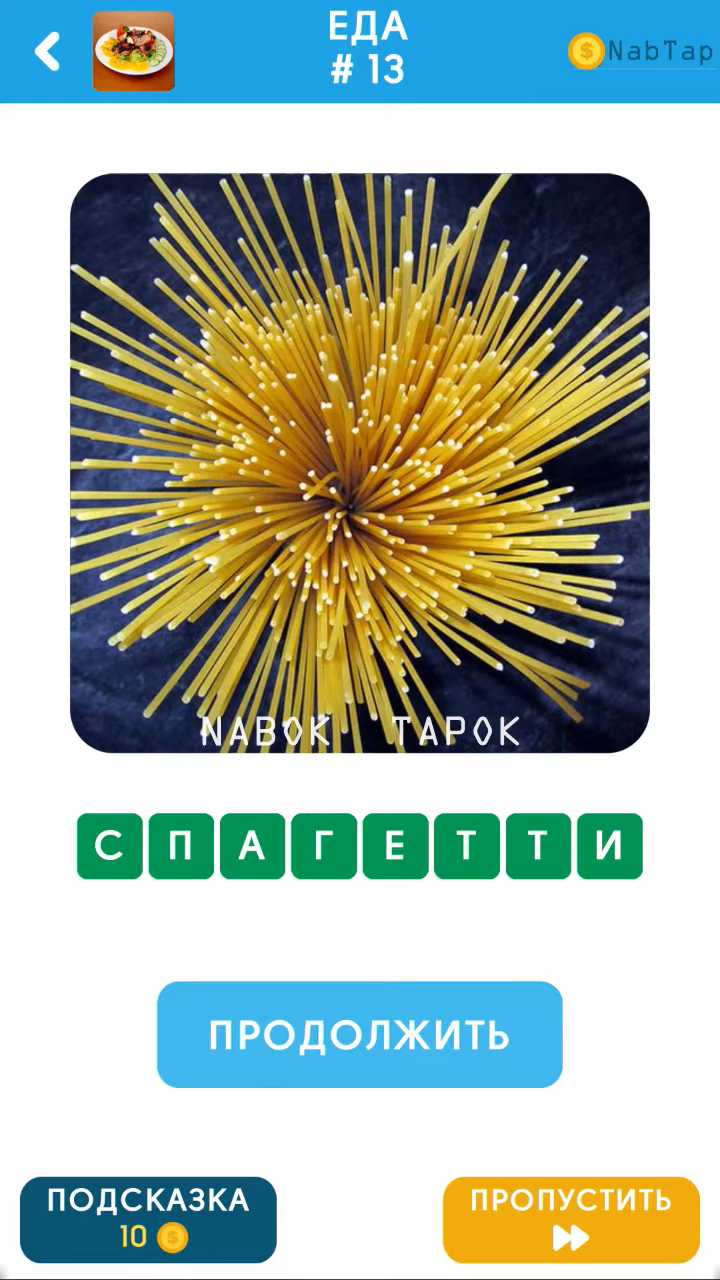 ЕДА
# 13
NabTap
NABOK TAPOK
СПАГЕТТИ
ПРОДОЛЖИТЬ
ПОДСКАЗКА
10
ПРОПУСТИТЬ